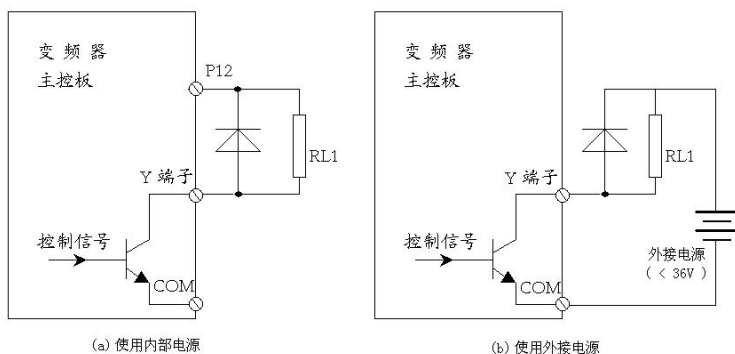 变 频 器
主控板
P12
RL1
Y 端子
控制信号
COM
(a) 使用内部电源
变 频 器
主控板
RL1
Y 端子
控制信号
COM
外接电源
( < 36V )
(b) 使用外接电源